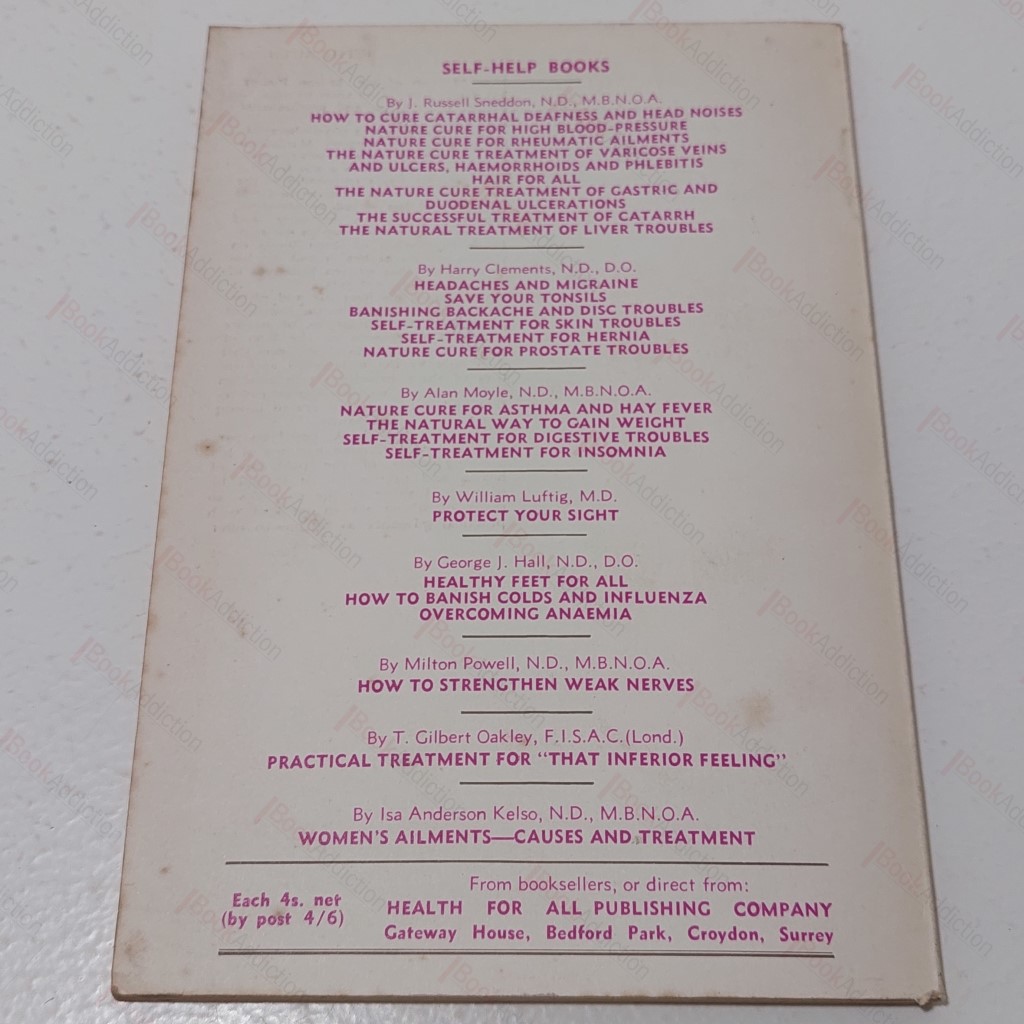 SELF-HELP BOOKS
By J. Russell Sneddon, N.D., M.B.N.O.A.
HOW TO CURE CATARRHAL DEAFNESS AND HEAD NOISES
NATURE CURE FOR HIGH BLOOD-PRESSURE
NATURE CURE FOR RHEUMATIC AILMENTS
THE NATURE CURE TREATMENT OF VARICOSE VEINS
AND ULCERS, HAEMORRHOIDS AND PHLEBITIS
HAIR FOR ALL
THE NATURE CURE TREATMENT OF GASTRIC AND
DUODENAL ULCERATIONS
THE SUCCESSFUL TREATMENT OF CATARRH
THE NATURAL TREATMENT OF LIVER TROUBLES
By Harry Clements, N.D., D.O.
HEADACHES AND MIGRAINE
SAVE YOUR TONSILS
BANISHING BACKACHE AND DISC TROUBLES
SELF-TREATMENT FOR SKIN TROUBLES
SELF-TREATMENT FOR HERNIA
NATURE CURE FOR PROSTATE TROUBLES
By Alan Moyle, N.D., M.B.N.O.A.
NATURE CURE FOR ASTHMA AND HAY FEVER
THE NATURAL WAY TO GAIN WEIGHT
SELF-TREATMENT FOR DIGESTIVE TROUBLES
SELF-TREATMENT FOR INSOMNIA
By William Luftig, M.D.
PROTECT YOUR SIGHT
By George J. Hall, N.D., D.O.
HEALTHY FEET FOR ALL
HOW TO BANISH COLDS AND INFLUENZA
OVERCOMING ANAEMIA
By Milton Powell, N.D., M.B.N.O.A.
HOW TO STRENGTHEN WEAK NERVES
By T. Gilbert Oakley, F.I.S.A.C.(Lond.)
PRACTICAL TREATMENT FOR "THAT INFERIOR FEELING"
By Isa Anderson Kelso, N.D., M.B.N.O.A.
WOMEN'S AILMENTS—CAUSES AND TREATMENT
Each 4s. net
(by post 4/6)
From booksellers, or direct from:
HEALTH FOR ALL PUBLISHING COMPANY
Gateway House, Bedford Park, Croydon, Surrey
BookAddiction